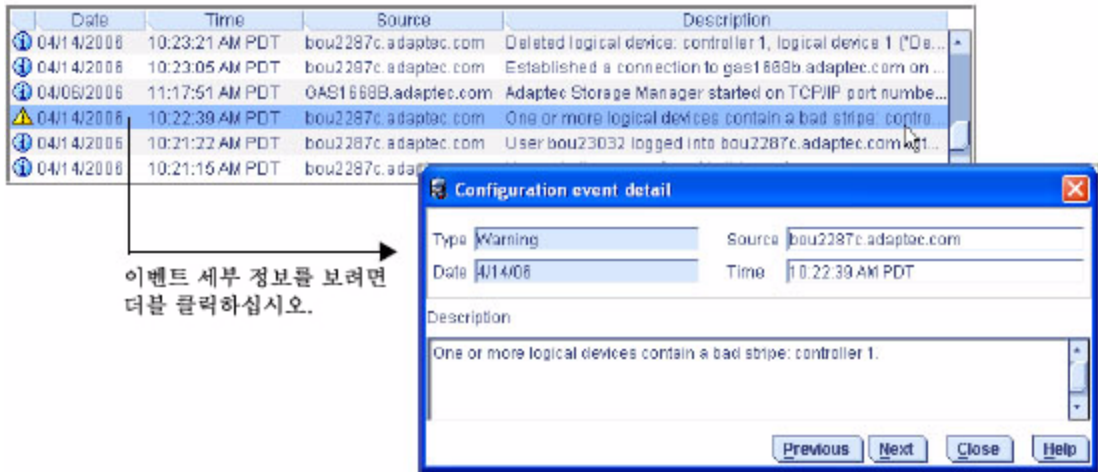 Date Time Source Description
04/14/2006 10:23:21 AM PDT bou2287c.adaptec.com Deleted logical device: controller 1, logical device 1 ("De...
04/14/2006 10:23:05 AM PDT bou2287c.adaptec.com Established a connection to gas1668b.adaptec.com on ...
04/06/2006 11:17:51 AM PDT GAS1668B.adaptec.com Adaptec Storage Manager started on TCP/IP port numbe...
04/14/2006 10:22:39 AM PDT bou2287c.adaptec.com One or more logical devices contain a bad stripe: contro...
04/14/2006 10:21:22 AM PDT bou2287c.adaptec.com User bou23032 logged into bou2287c.adaptec.com
04/14/2006 10:21:15 AM PDT bou2287c.adap
Configuration event detail
Type Warning Source bou2287c.adaptec.com
Date 4/14/06 Time 10:22:39 AM PDT
Description
One or more logical devices contain a bad stripe: controller 1.
Previous Next Close Help
이벤트 세부 정보를 보려면
더블 클릭하십시오.